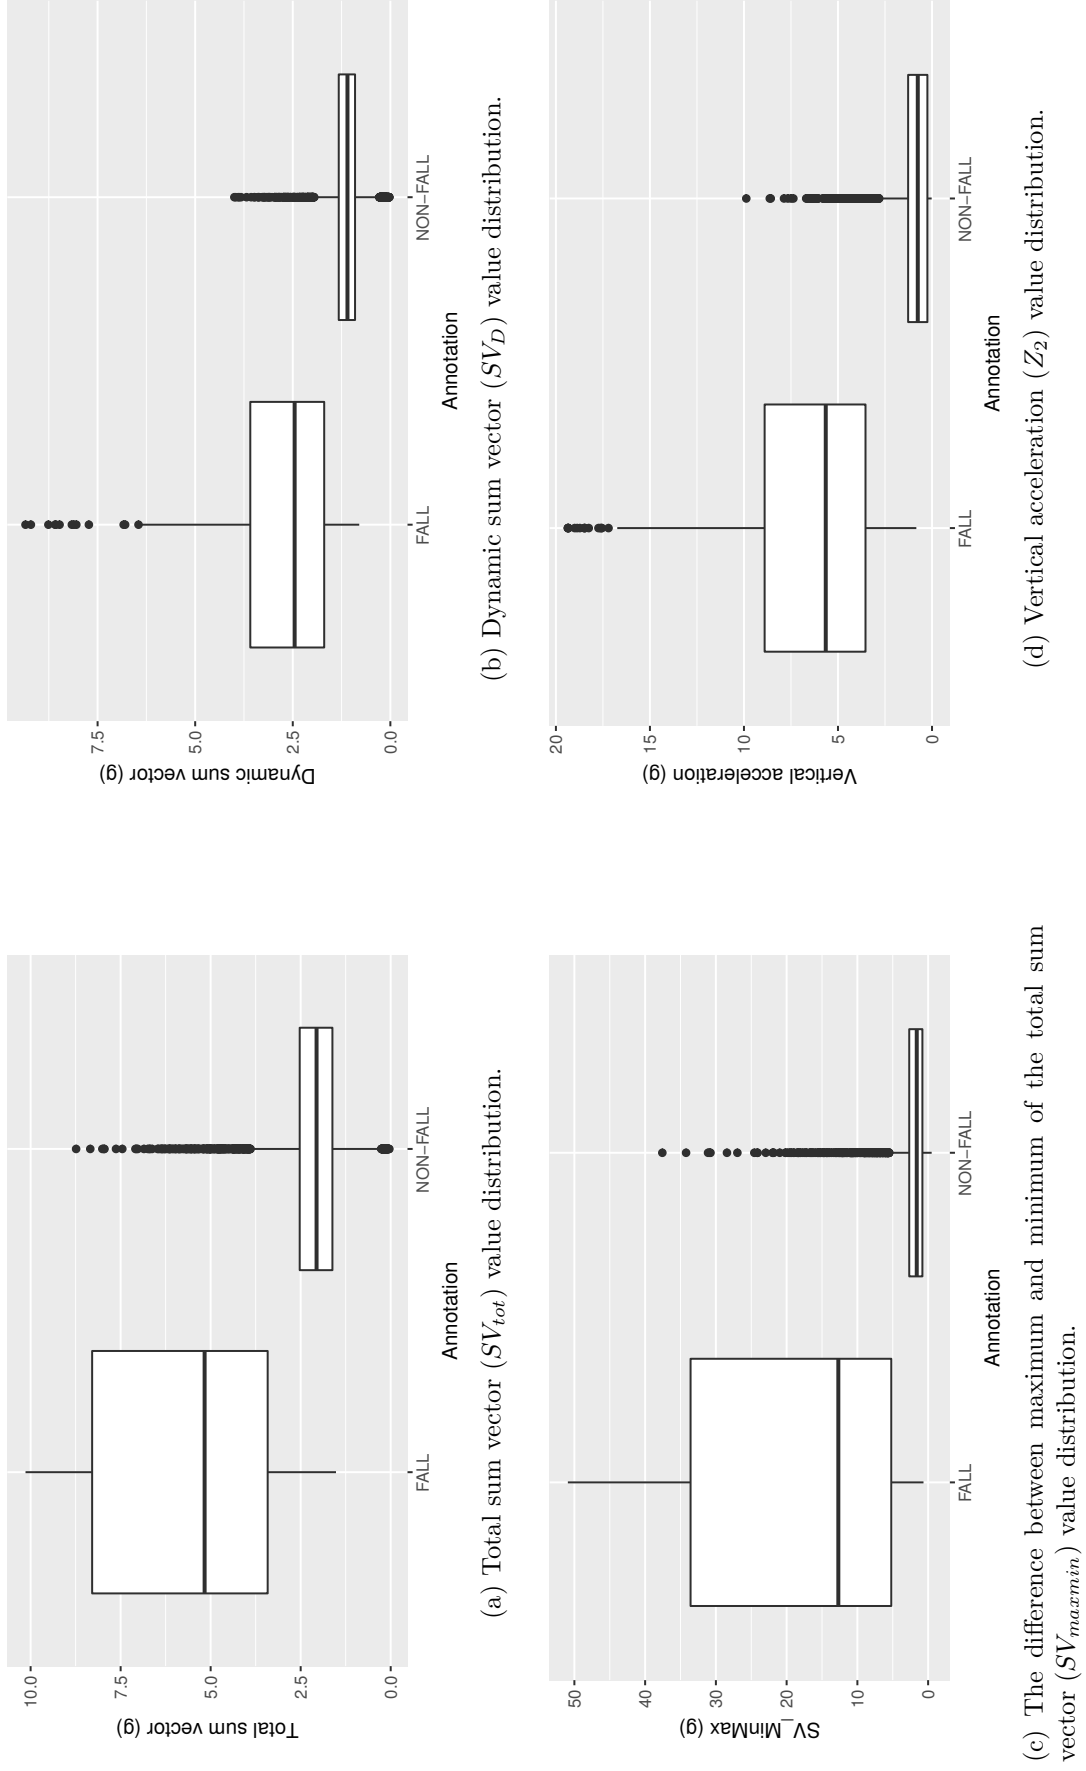 10.0
7.5
5.0
2.5
0.0
Total sum vector (g)
FALL
NON−FALL
Annotation
(a) Total sum vector (SV_tot) value distribution.
7.5
5.0
2.5
0.0
Dynamic sum vector (g)
FALL
NON−FALL
Annotation
(b) Dynamic sum vector (SV_D) value distribution.
50
40
30
20
10
0
SV_MinMax (g)
FALL
NON−FALL
Annotation
(c) The difference between maximum and minimum of the total sum
vector (SV_maxmin) value distribution.
20
15
10
5
0
Vertical acceleration (g)
FALL
NON−FALL
Annotation
(d) Vertical acceleration (Z_2) value distribution.